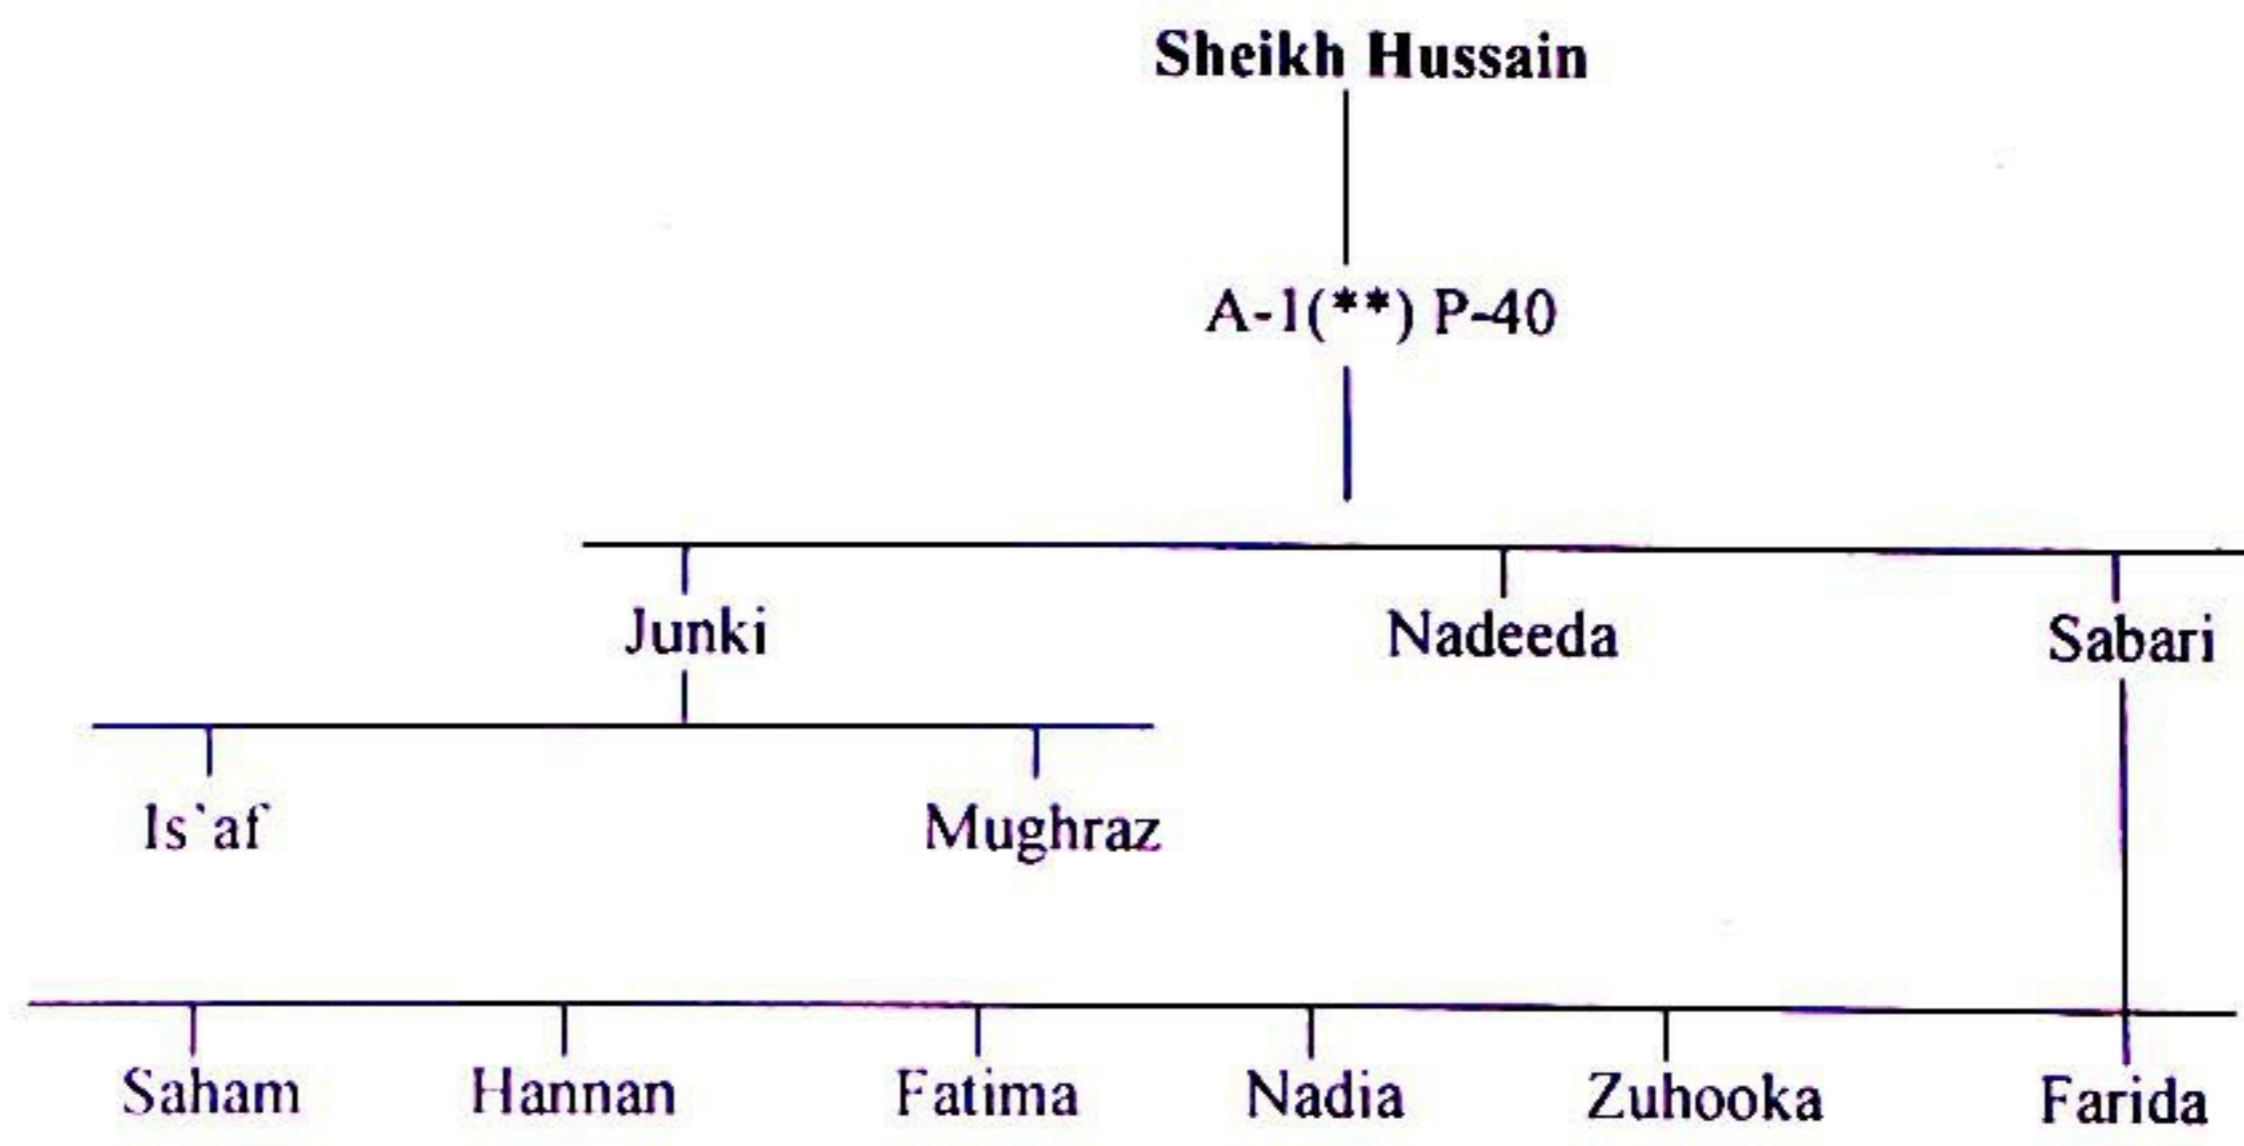 Sheikh Hussain
A-1(**) P-40
Junki Nadeeda Sabari
Is`af Mughraz
Saham Hannan Fatima Nadia Zuhooka Farida